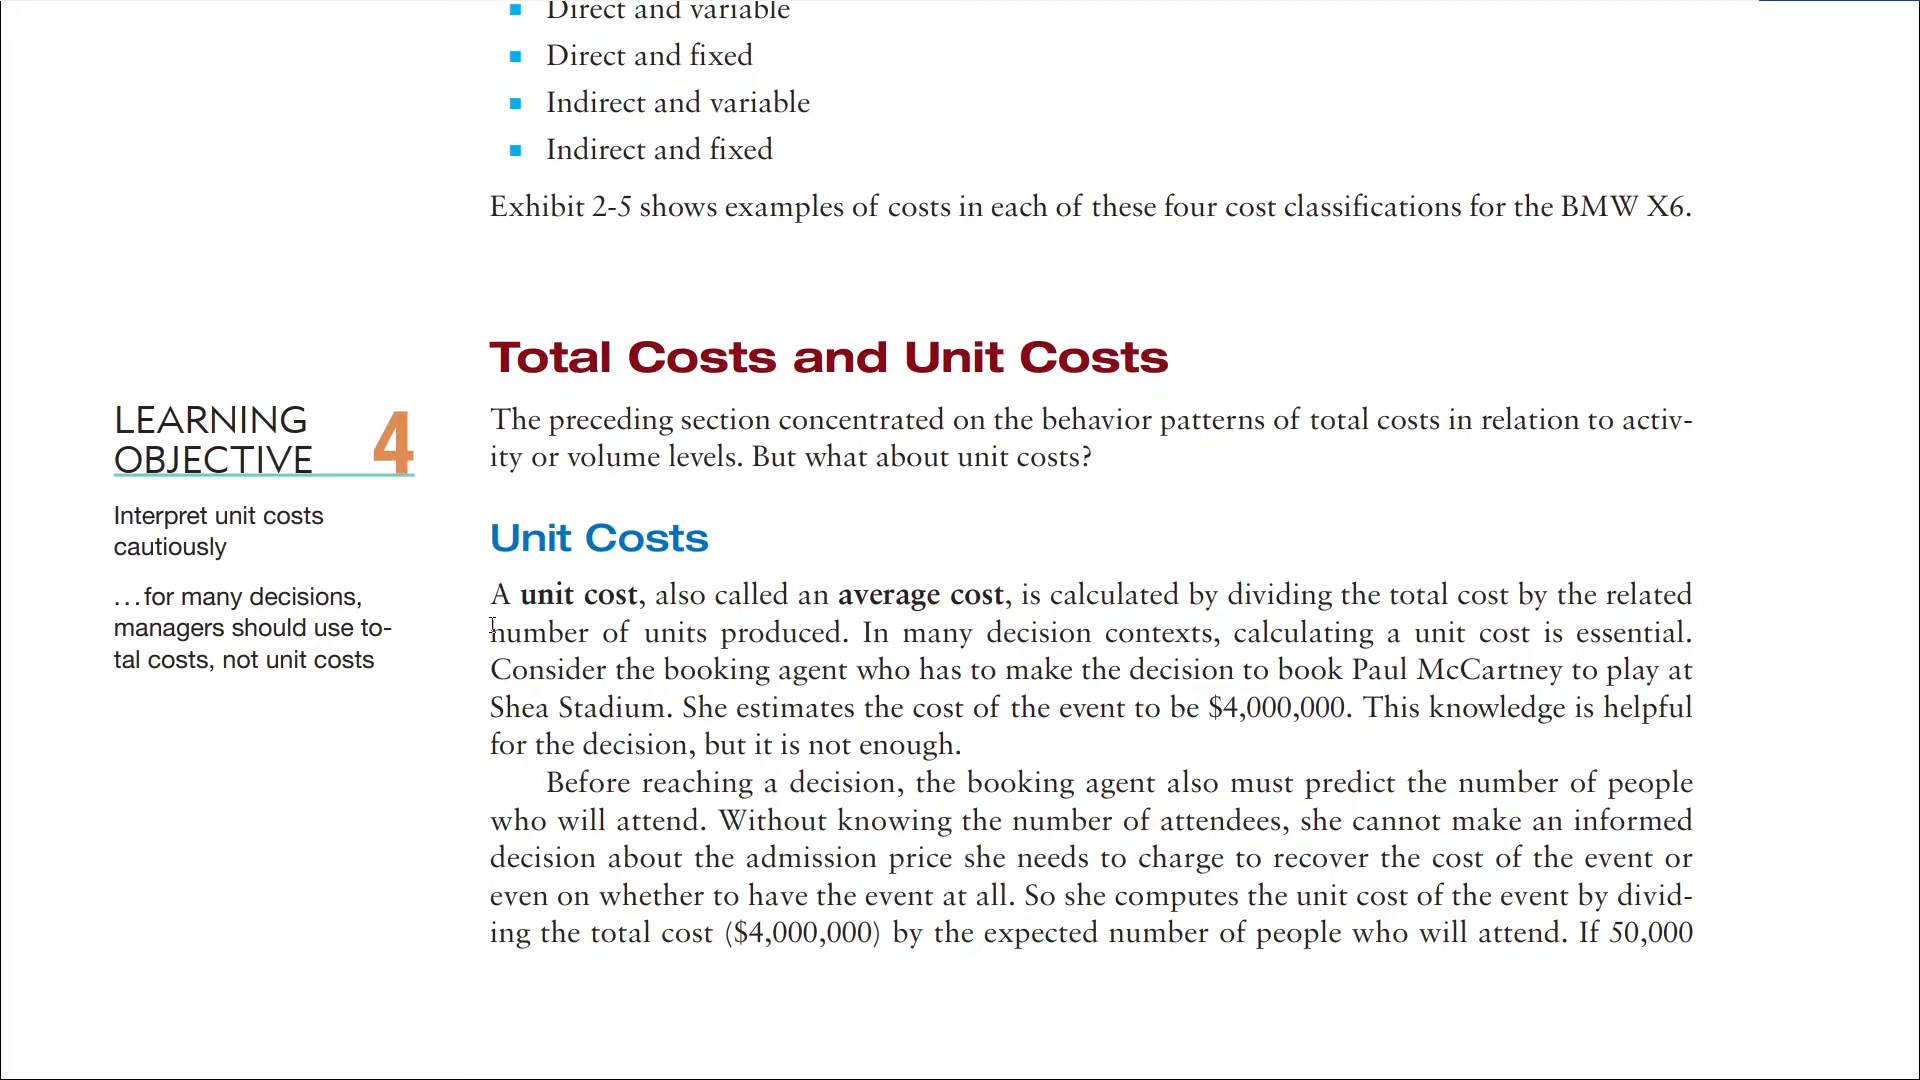 Direct and variable
Direct and fixed
Indirect and variable
Indirect and fixed
Exhibit 2-5 shows examples of costs in each of these four cost classifications for the BMW X6.
Total Costs and Unit Costs
LEARNING
OBJECTIVE 4
Interpret unit costs
cautiously
...for many decisions,
managers should use to-
tal costs, not unit costs
The preceding section concentrated on the behavior patterns of total costs in relation to activ-
ity or volume levels. But what about unit costs?
Unit Costs
A unit cost, also called an average cost, is calculated by dividing the total cost by the related
number of units produced. In many decision contexts, calculating a unit cost is essential.
Consider the booking agent who has to make the decision to book Paul McCartney to play at
Shea Stadium. She estimates the cost of the event to be $4,000,000. This knowledge is helpful
for the decision, but it is not enough.
Before reaching a decision, the booking agent also must predict the number of people
who will attend. Without knowing the number of attendees, she cannot make an informed
decision about the admission price she needs to charge to recover the cost of the event or
even on whether to have the event at all. So she computes the unit cost of the event by divid-
ing the total cost ($4,000,000) by the expected number of people who will attend. If 50,000